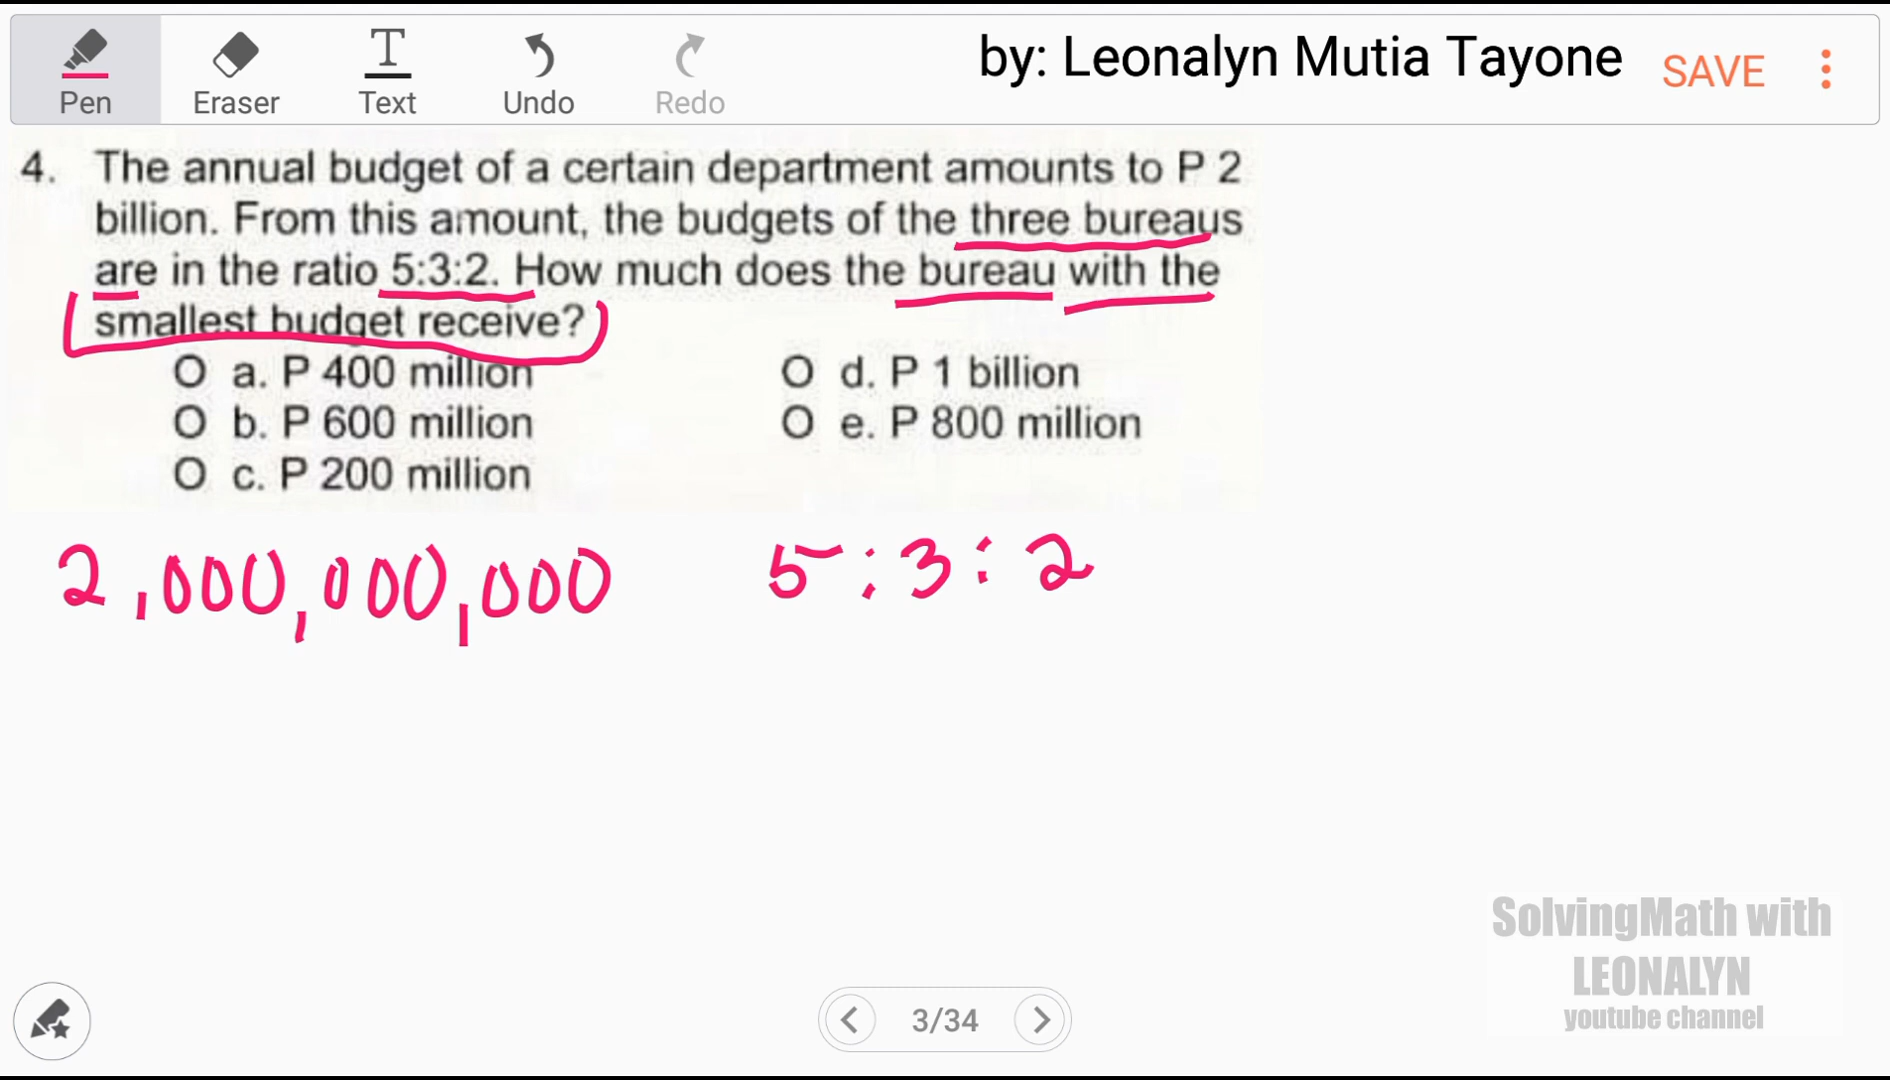 Pen
Eraser
T
Text
Undo
Redo
by: Leonalyn Mutia Tayone
SAVE
4. The annual budget of a certain department amounts to P 2
billion. From this amount, the budgets of the three bureaus
are in the ratio 5:3:2. How much does the bureau with the
smallest budget receive?
O a. P 400 million
O b. P 600 million
O c. P 200 million
O d. P 1 billion
O e. P 800 million
2,000,000,000
5:3:2
SolvingMath with
LEONALYN
youtube channel
3/34